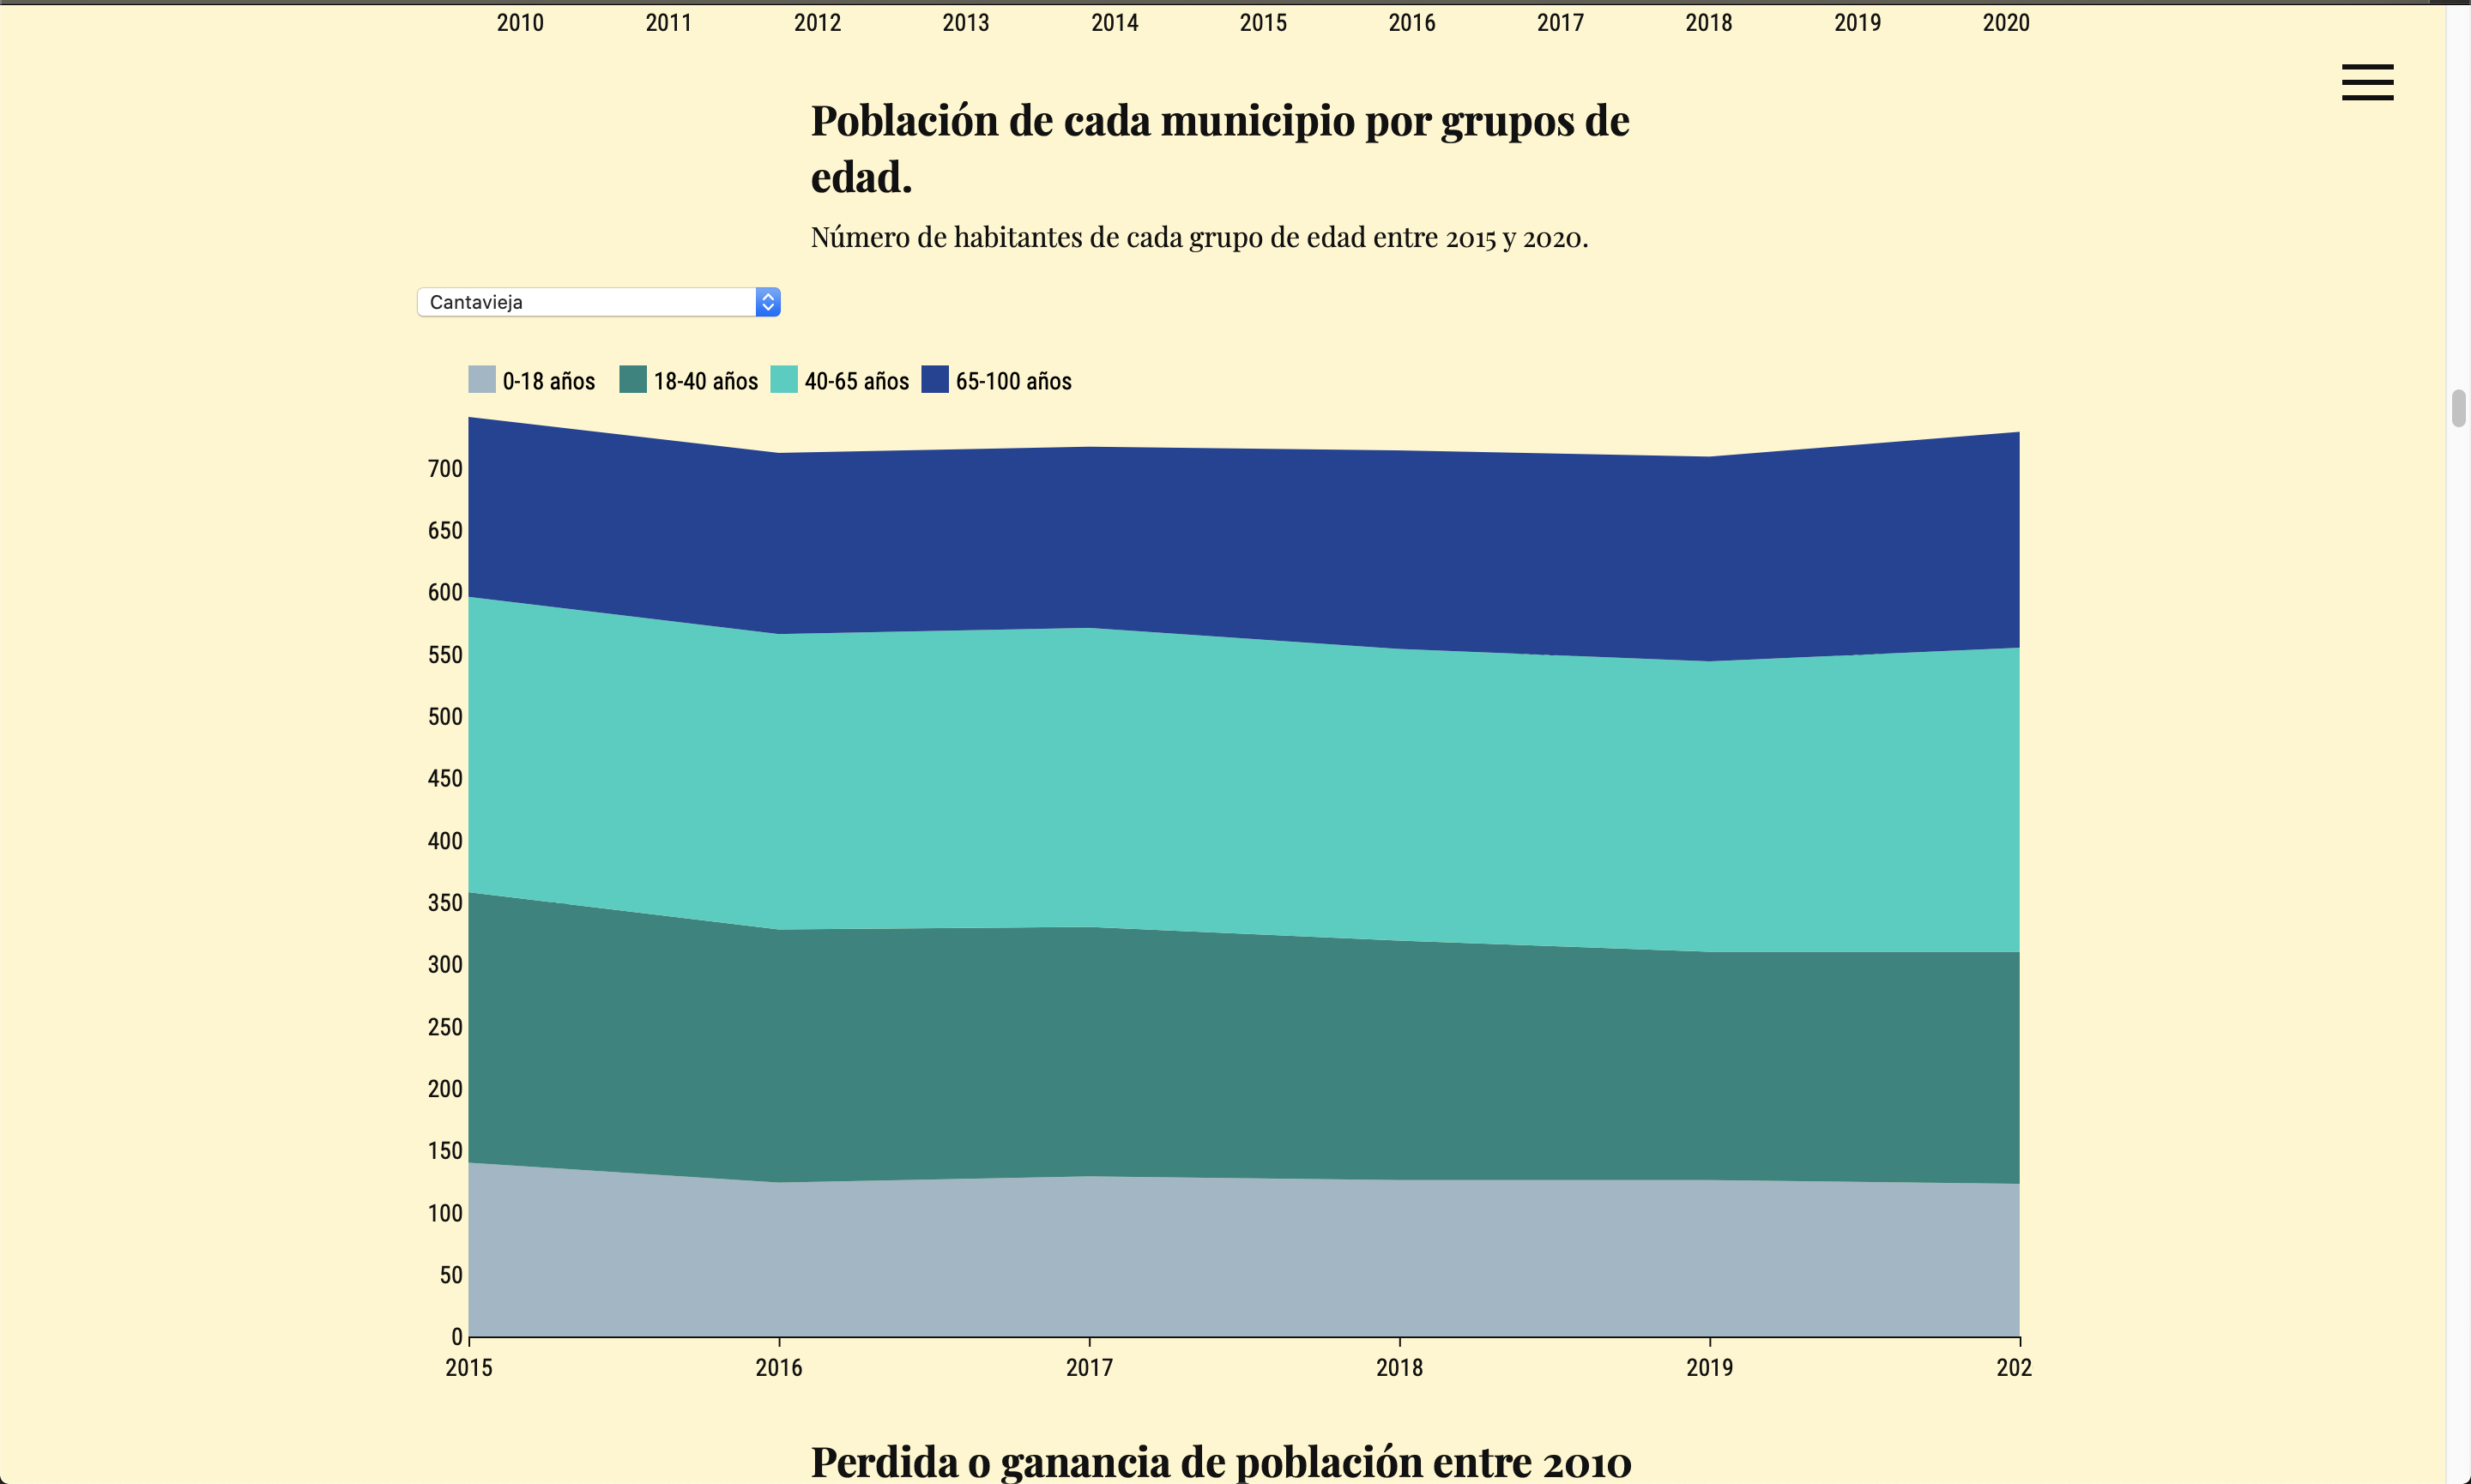 2010 2011 2012 2013 2014 2015 2016 2017 2018 2019 2020
Población de cada municipio por grupos de
edad.
Número de habitantes de cada grupo de edad entre 2015 y 2020.
Cantavieja
0-18 años 18-40 años 40-65 años 65-100 años
700
650
600
550
500
450
400
350
300
250
200
150
100
50
0
2015 2016 2017 2018 2019 202
Perdida o ganancia de población entre 2010